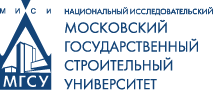 МИСИ
МГСУ
НАЦИОНАЛЬНЫЙ ИССЛЕДОВАТЕЛЬСКИЙ
МОСКОВСКИЙ
ГОСУДАРСТВЕННЫЙ
СТРОИТЕЛЬНЫЙ
УНИВЕРСИТЕТ